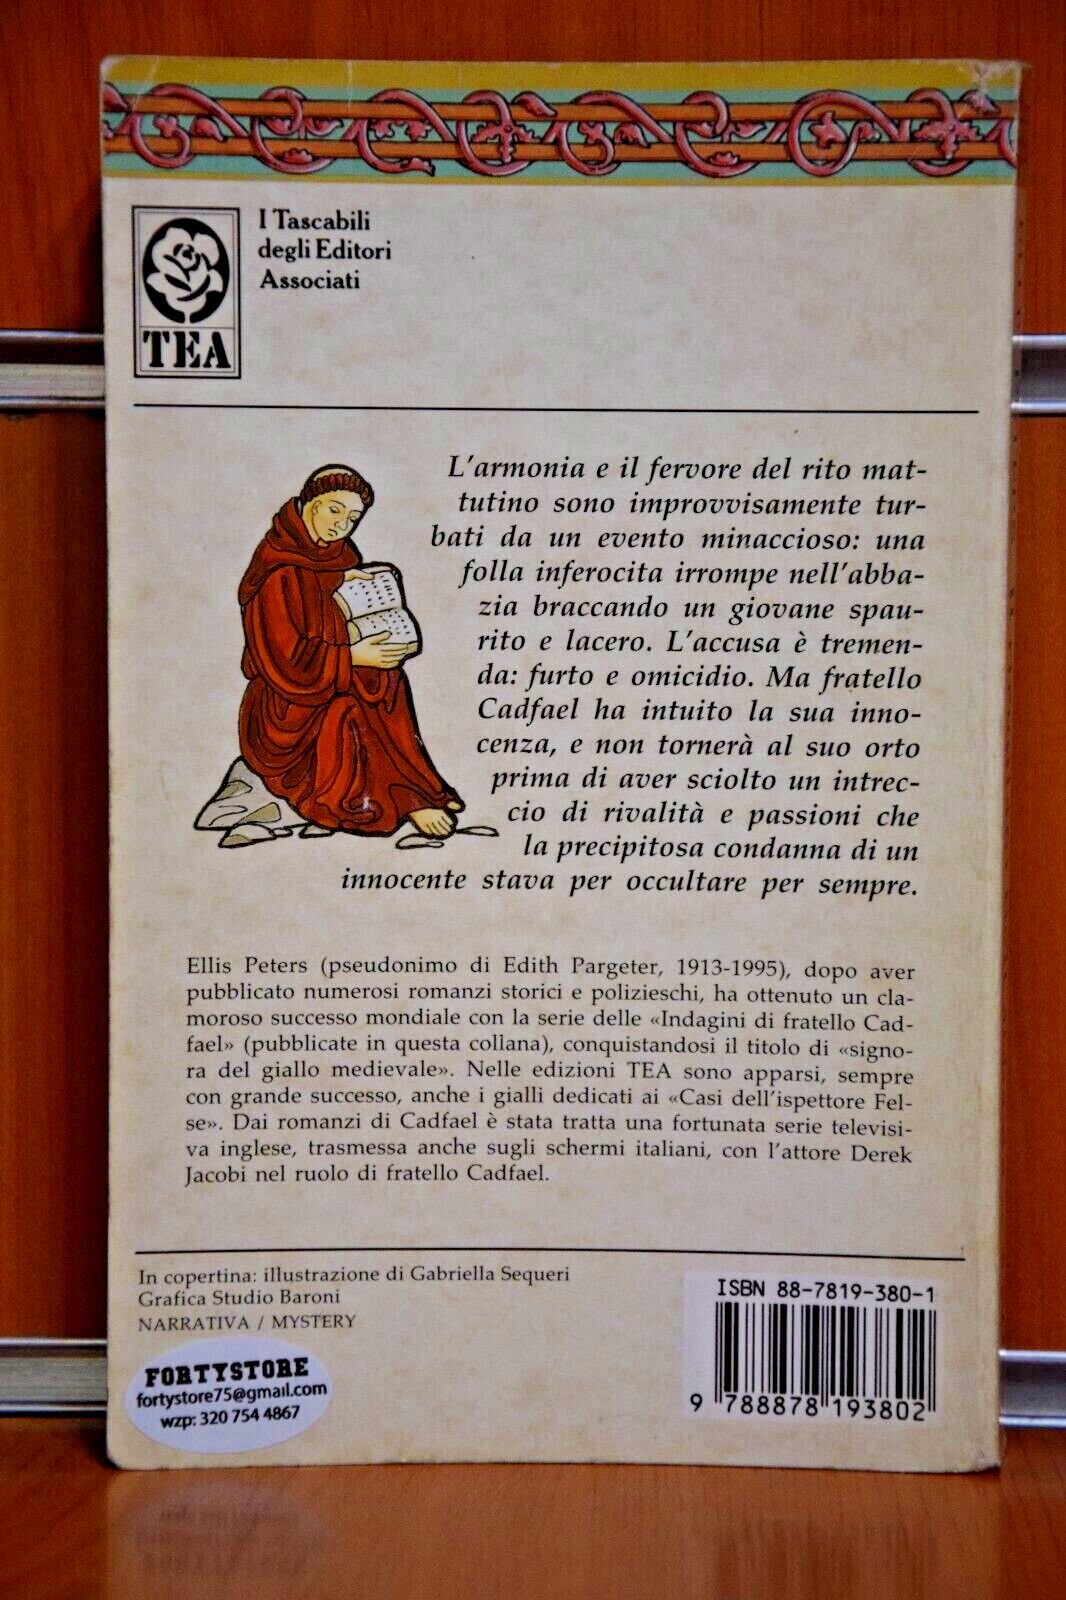 I Tascabili
degli Editori
Associati
TEA
L'armonia e il fervore del rito mat-
tutino sono improvvisamente tur-
bati da un evento minaccioso: una
folla inferocita irrompe nell'abba-
zia braccando un giovane spau-
rito e lacero. L'accusa è tremen-
da: furto e omicidio. Ma fratello
Cadfael ha intuito la sua inno-
cenza, e non tornerà al suo orto
prima di aver sciolto un intrec-
cio di rivalità e passioni che
la precipitosa condanna di un
innocente stava per occultare per sempre.
Ellis Peters (pseudonimo di Edith Pargeter, 1913-1995), dopo aver
pubblicato numerosi romanzi storici e polizieschi, ha ottenuto un cla-
moroso successo mondiale con la serie delle «Indagini di fratello Cad-
fael» (pubblicate in questa collana), conquistandosi il titolo di «signo-
ra del giallo medievale». Nelle edizioni TEA sono apparsi, sempre
con grande successo, anche i gialli dedicati ai «Casi dell'ispettore Fel-
se». Dai romanzi di Cadfael è stata tratta una fortunata serie televisi-
va inglese, trasmessa anche sugli schermi italiani, con l'attore Derek
Jacobi nel ruolo di fratello Cadfael.
In copertina: illustrazione di Gabriella Sequeri
Grafica Studio Baroni
NARRATIVA / MYSTERY
FORTYSTORE
fortystore75@gmail.com
wzp: 320 754 4867
ISBN 88-7819-380-1
9 788878 193802